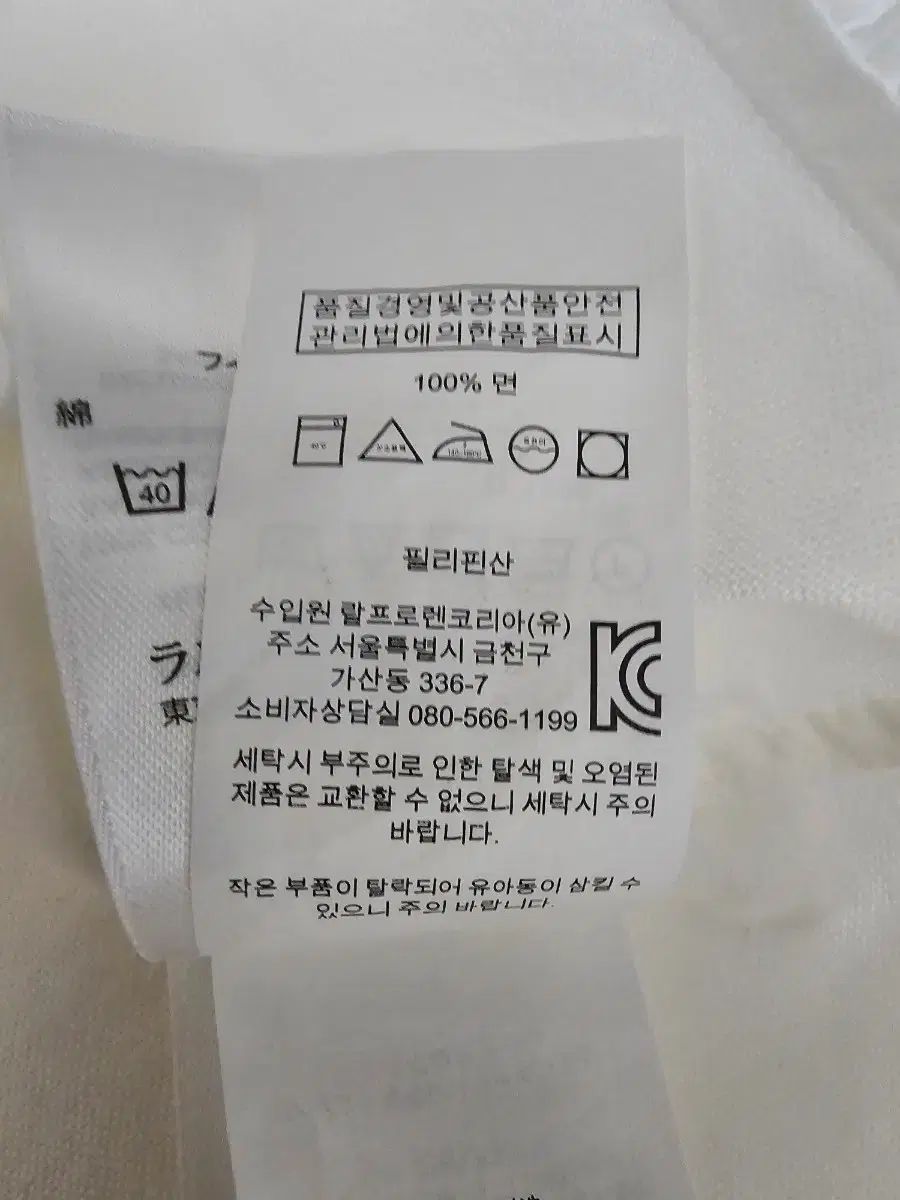 품질경영및공산품안전
관리법에의한품질표시
100% 면
필리핀산
수입원 랄프로렌코리아(유)
주소 서울특별시 금천구
가산동 336-7
소비자상담실 080-566-1199
세탁시 부주의로 인한 탈색 및 오염된
제품은 교환할 수 없으니 세탁시 주의
바랍니다.
작은 부품이 탈락되어 유아동이 삼킬 수
있으니 주의 바랍니다.
綿
40
ラ
東